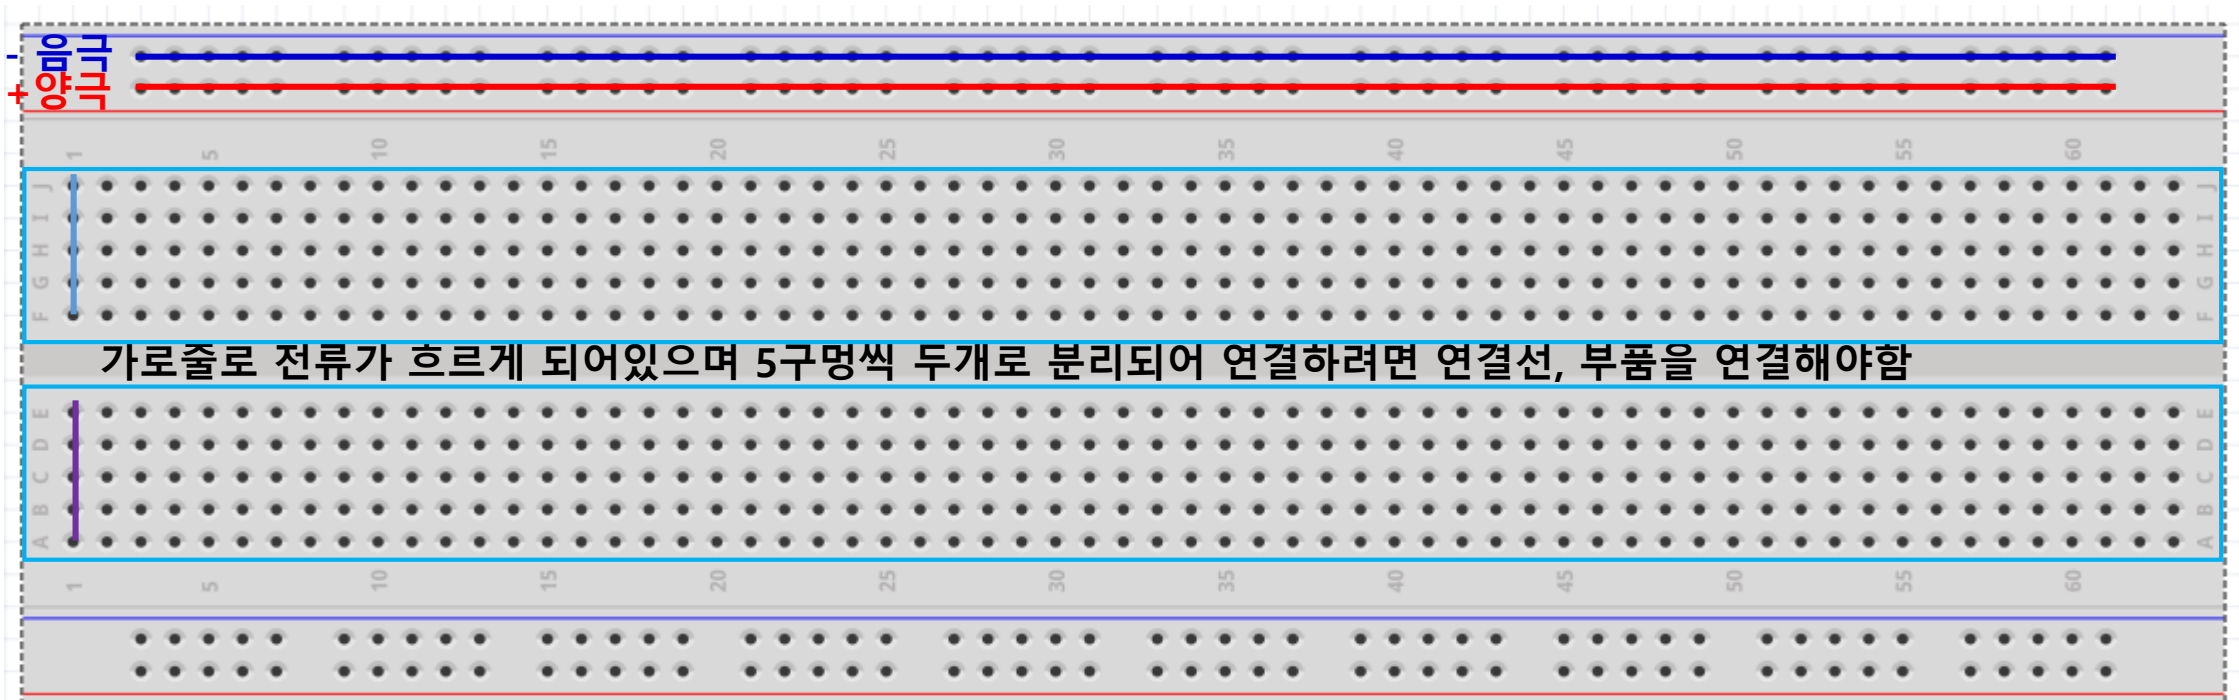 - 음극
+양극
1 5 10 15 20 25 30 35 40 45 50 55 60
J J
I I
H H
G G
F F
가로줄로 전류가 흐르게 되어있으며 5구멍씩 두개로 분리되어 연결하려면 연결선, 부품을 연결해야함
E E
D D
C C
B B
A A
1 5 10 15 20 25 30 35 40 45 50 55 60